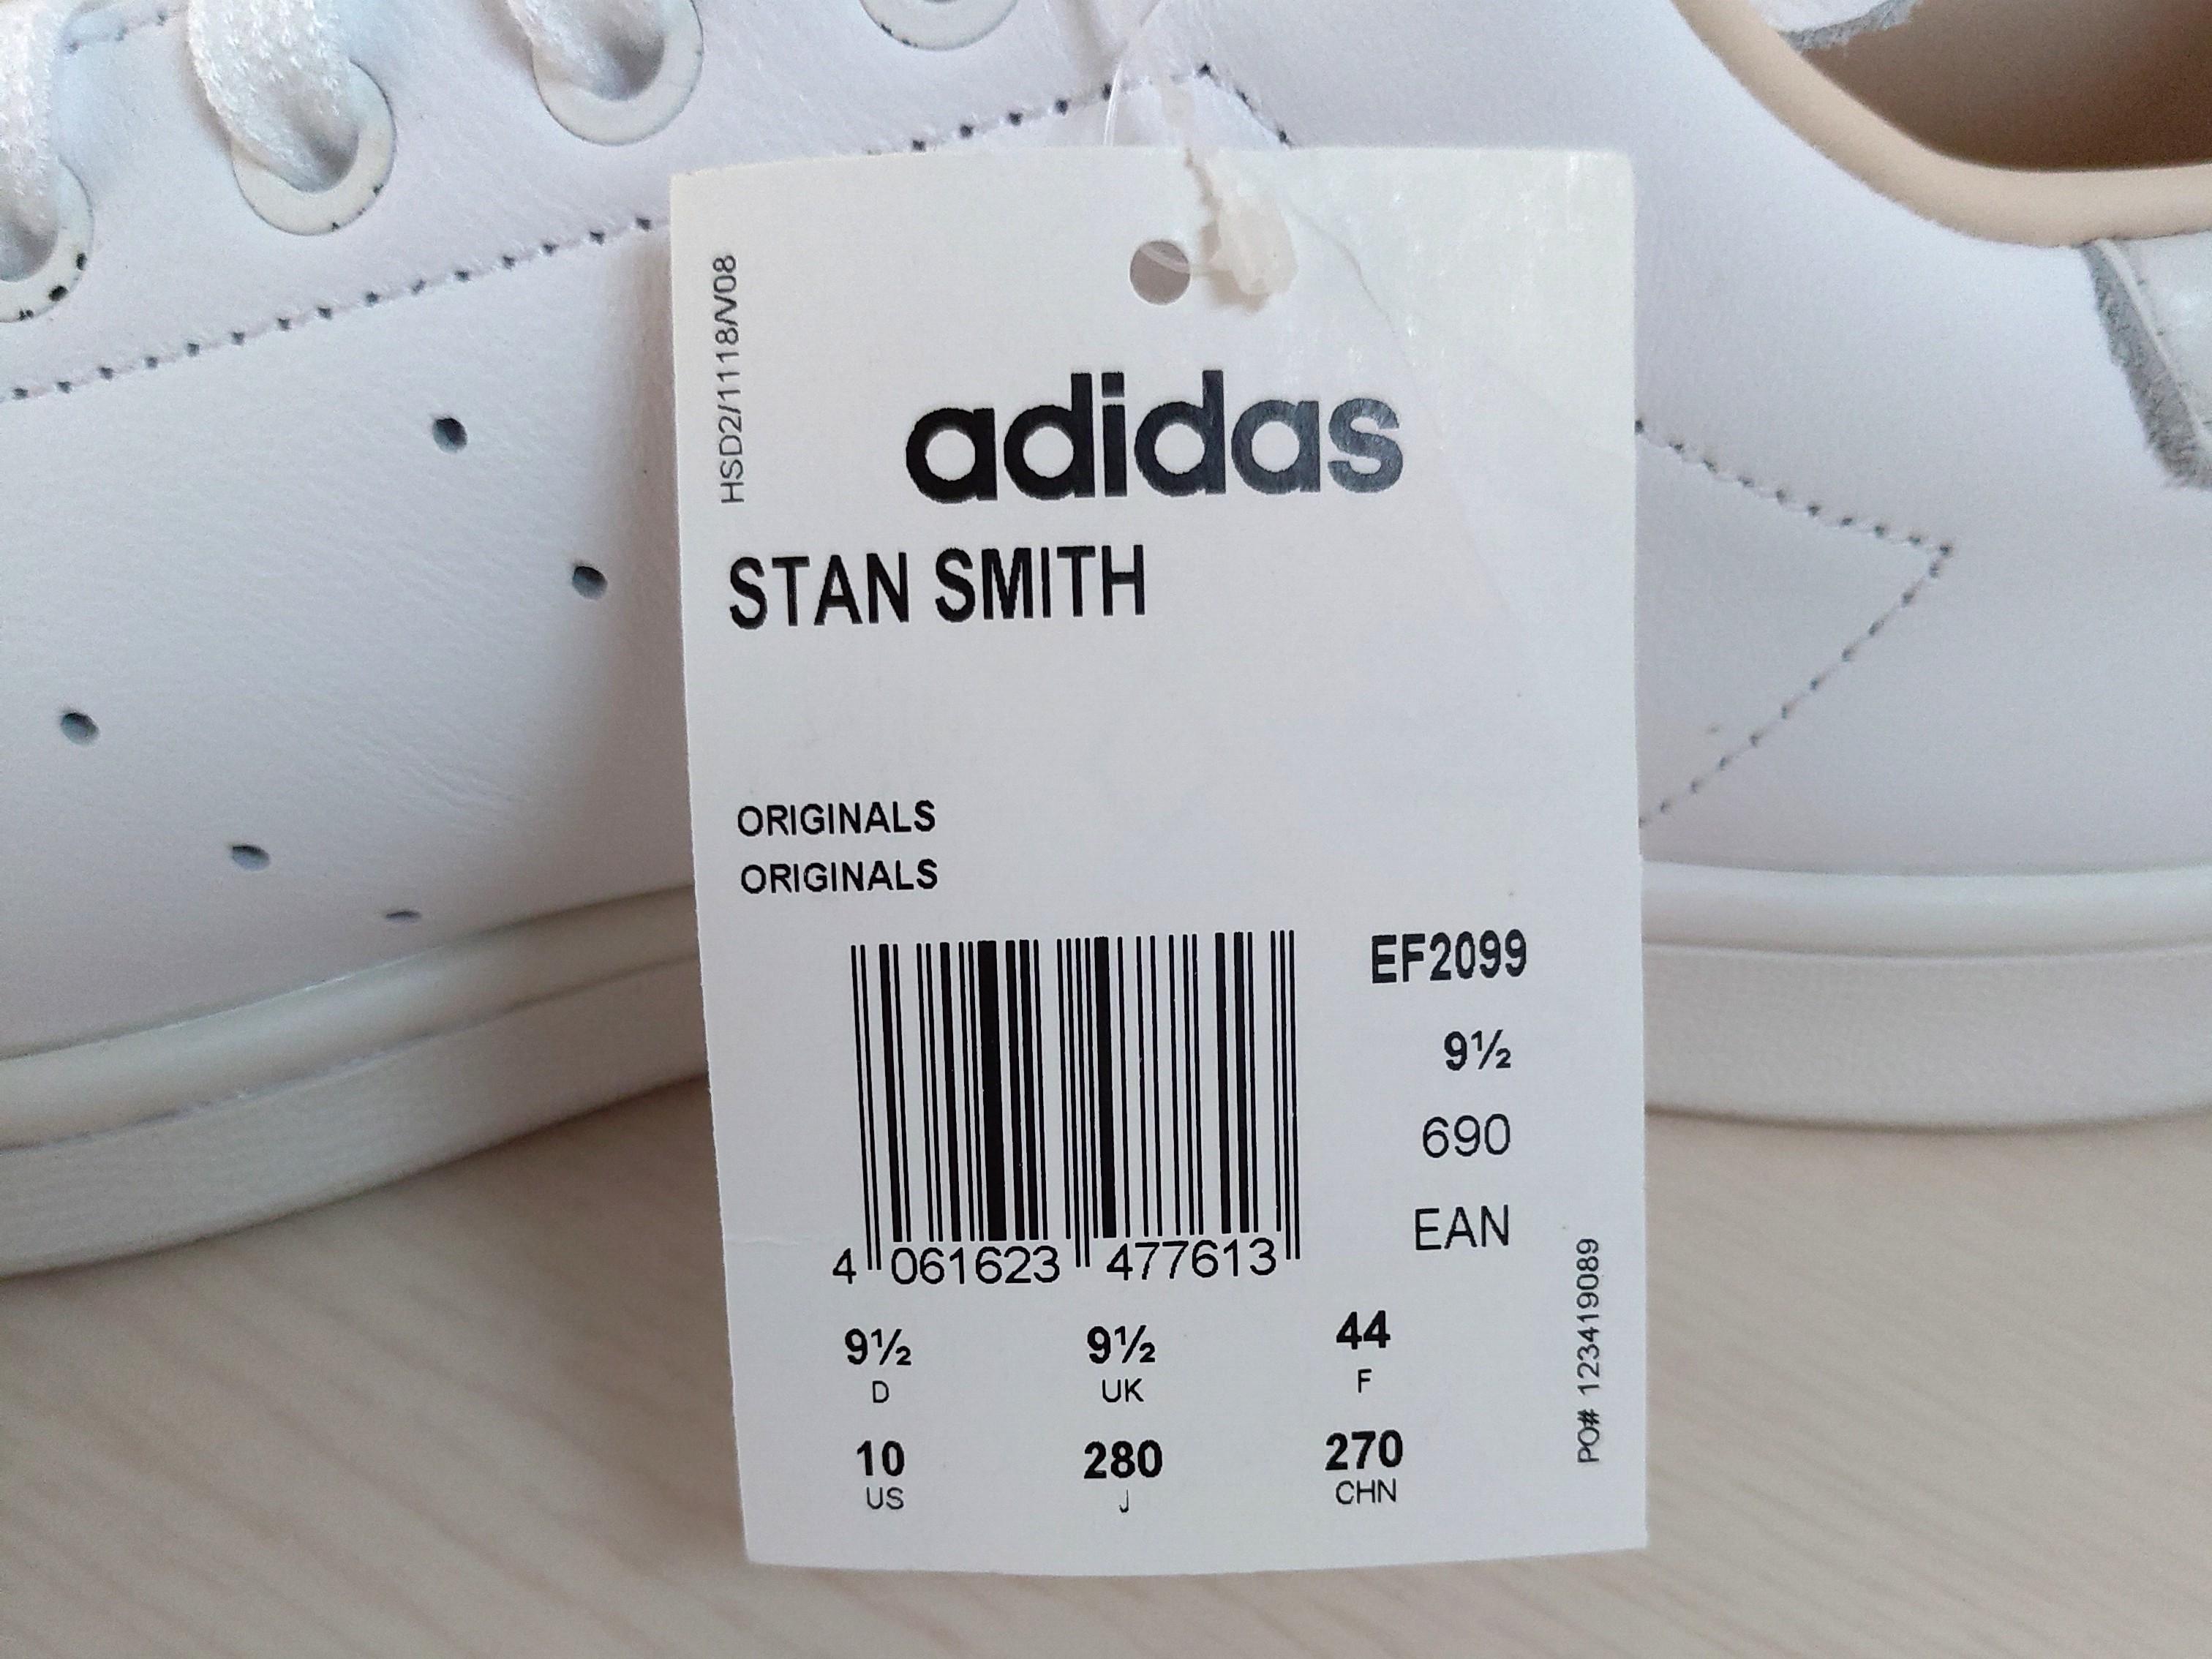 HSD2/1118/V08
adidas
STAN SMITH
ORIGINALS
ORIGINALS
EF2099
9½
690
EAN
4 061623 477613
9½ 9½ 44
D UK F
10 280 270
US J CHN
PO# 123419089